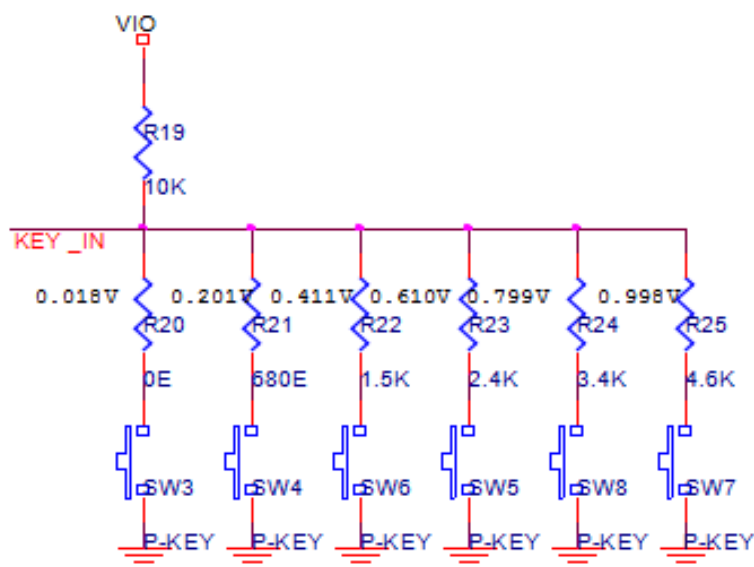 VIO
R19
10K
KEY _IN
0.018V 0.201V 0.411V 0.610V 0.799V 0.998V
R20 R21 R22 R23 R24 R25
0E 680E 1.5K 2.4K 3.4K 4.6K
SW3 SW4 SW6 SW5 SW8 SW7
P-KEY P-KEY P-KEY P-KEY P-KEY P-KEY